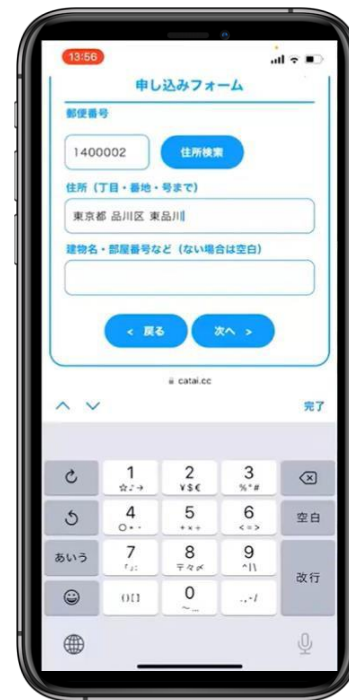 13:56
申し込みフォーム
郵便番号
1400002 住所検索
住所（丁目・番地・号まで）
東京都 品川区 東品川
建物名・部屋番号など（ない場合は空白）
< 戻る 次へ >
catai.cc
完了
1 2 3
☆♪→ ¥$€ %°#
4 5 6 空白
○*・ +×÷ <=>
あいう 7 8 9
「」: 〒々〆 ^|\
改行
()[] 0 .,-/
~…